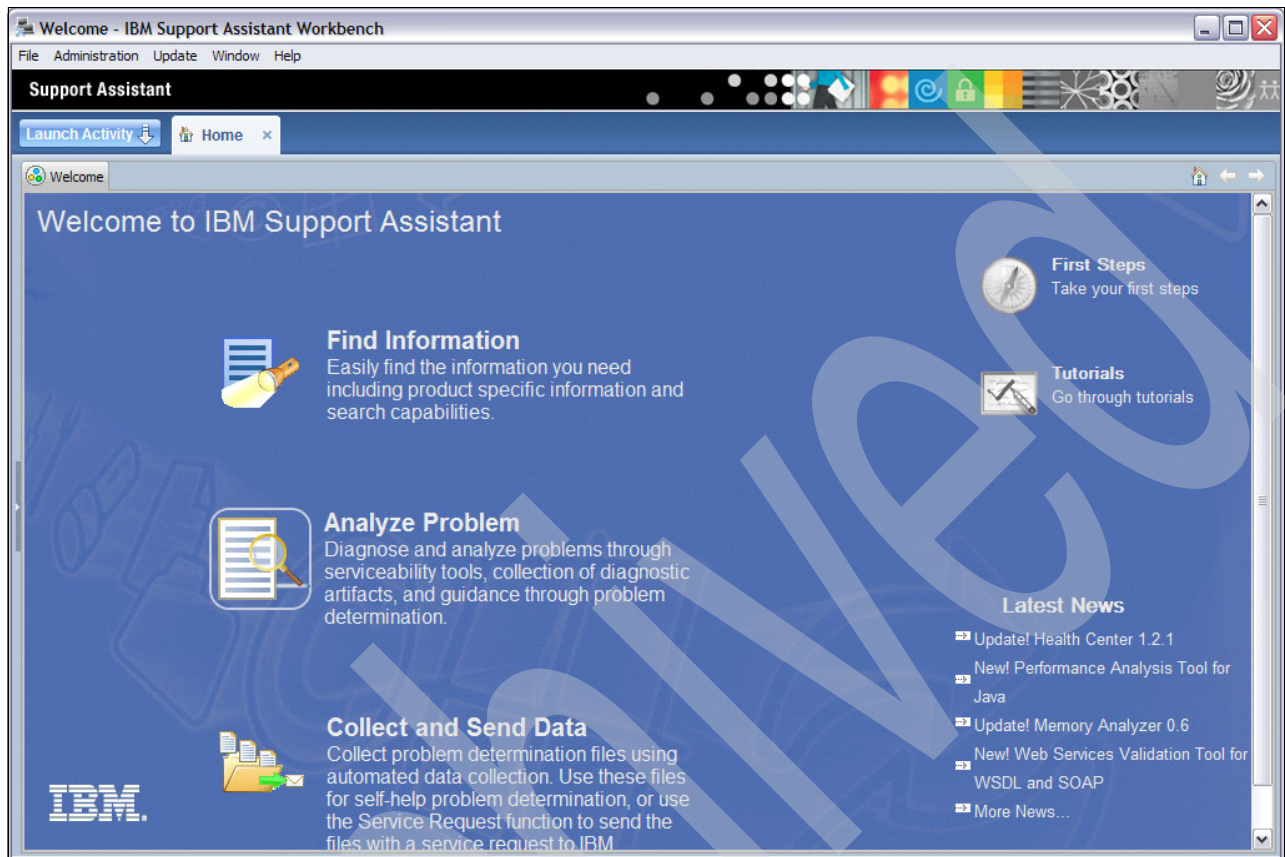 Welcome - IBM Support Assistant Workbench
File Administration Update Window Help
Support Assistant
Launch Activity
Home
Welcome
Welcome to IBM Support Assistant
First Steps
Take your first steps
Find Information
Easily find the information you need
including product specific information and
search capabilities.
Tutorials
Go through tutorials
Analyze Problem
Diagnose and analyze problems through
serviceability tools, collection of diagnostic
artifacts, and guidance through problem
determination.
Latest News
Update! Health Center 1.2.1
New! Performance Analysis Tool for
Java
Update! Memory Analyzer 0.6
New! Web Services Validation Tool for
WSDL and SOAP
More News...
Collect and Send Data
Collect problem determination files using
automated data collection. Use these files
for self-help problem determination, or use
the Service Request function to send the
files with a service request to IBM
IBM.